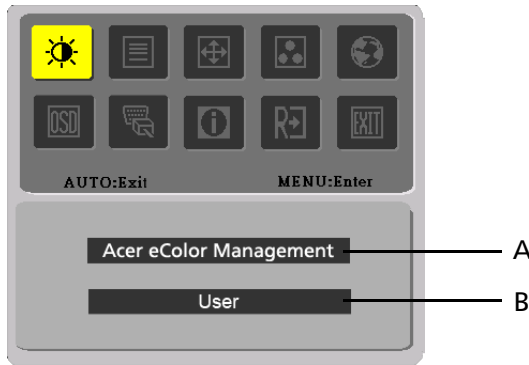 OSD
i
R
EXIT
AUTO:Exit MENU:Enter
Acer eColor Management A
User B